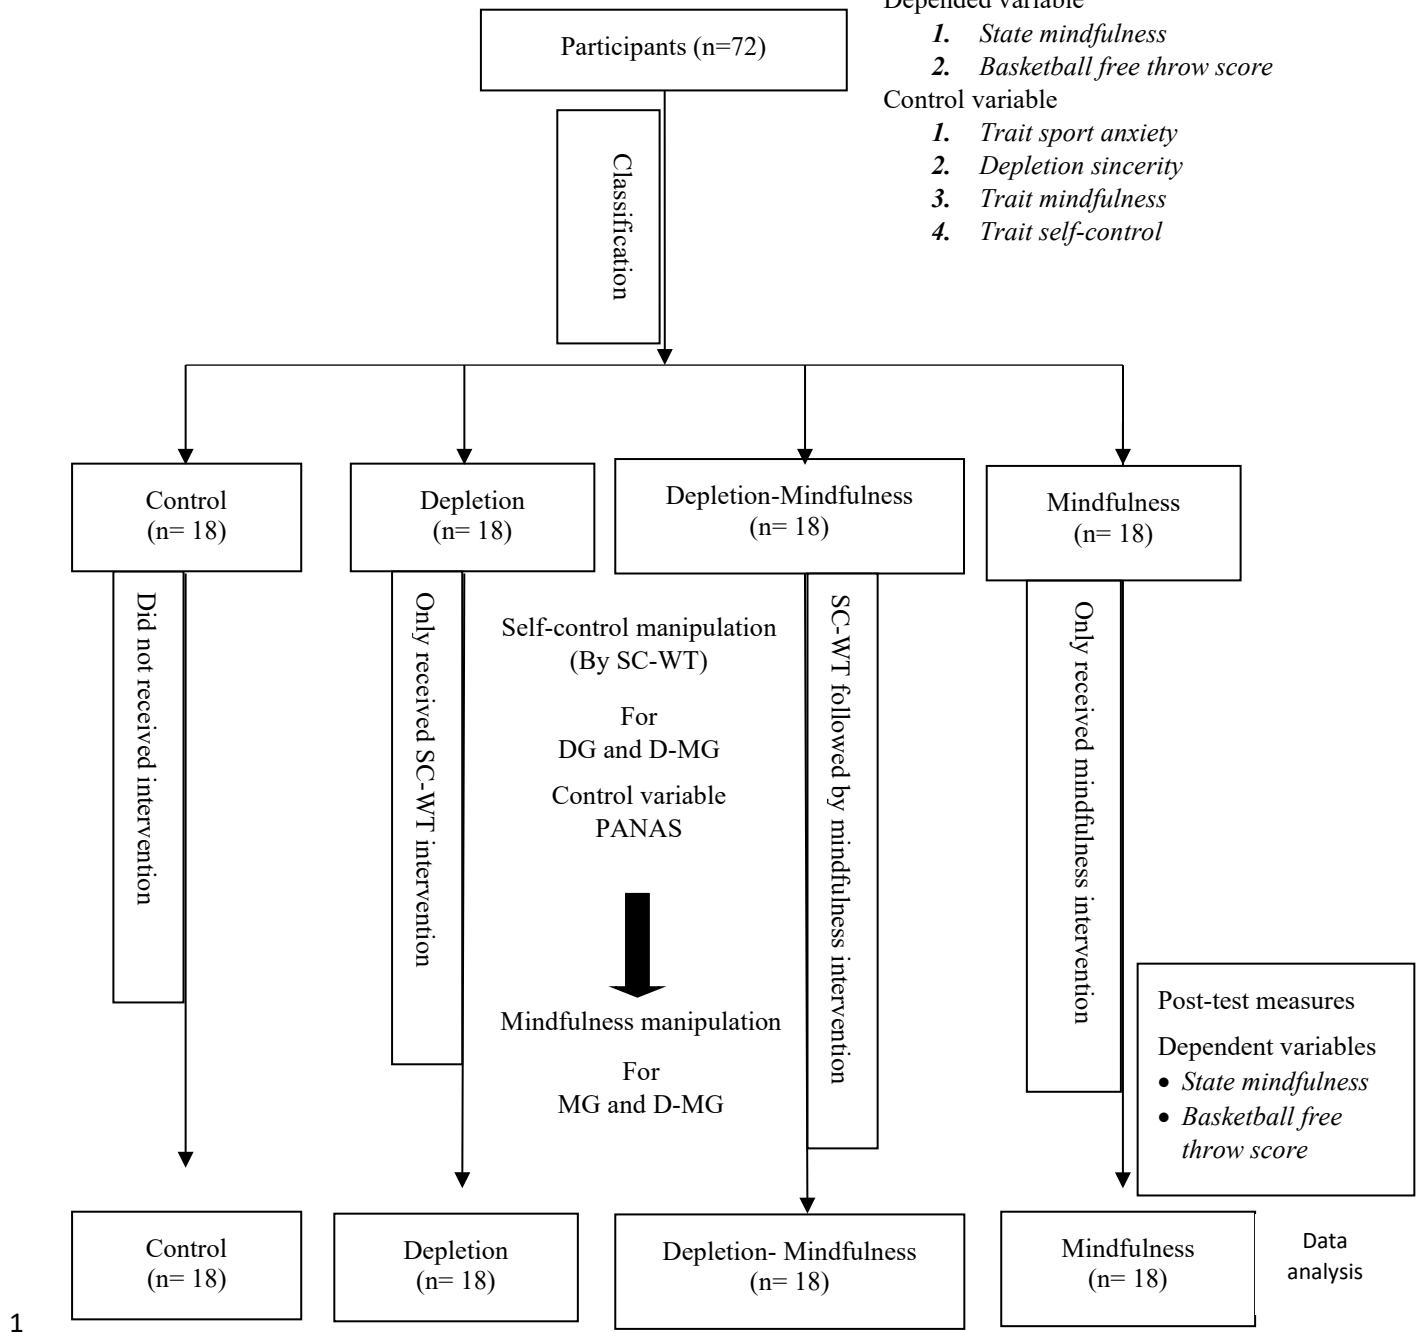 Depended variable
1. State mindfulness
2. Basketball free throw score
Control variable
1. Trait sport anxiety
2. Depletion sincerity
3. Trait mindfulness
4. Trait self-control
Participants (n=72)
Classification
Control
(n= 18)
Depletion
(n= 18)
Depletion-Mindfulness
(n= 18)
Mindfulness
(n= 18)
Did not received intervention
Only received SC-WT intervention
Self-control manipulation
(By SC-WT)
For
DG and D-MG
Control variable
PANAS
Mindfulness manipulation
For
MG and D-MG
SC-WT followed by mindfulness intervention
Only received mindfulness intervention
Post-test measures
Dependent variables
• State mindfulness
• Basketball free
throw score
Control
(n= 18)
Depletion
(n= 18)
Depletion- Mindfulness
(n= 18)
Mindfulness
(n= 18)
Data
analysis
1